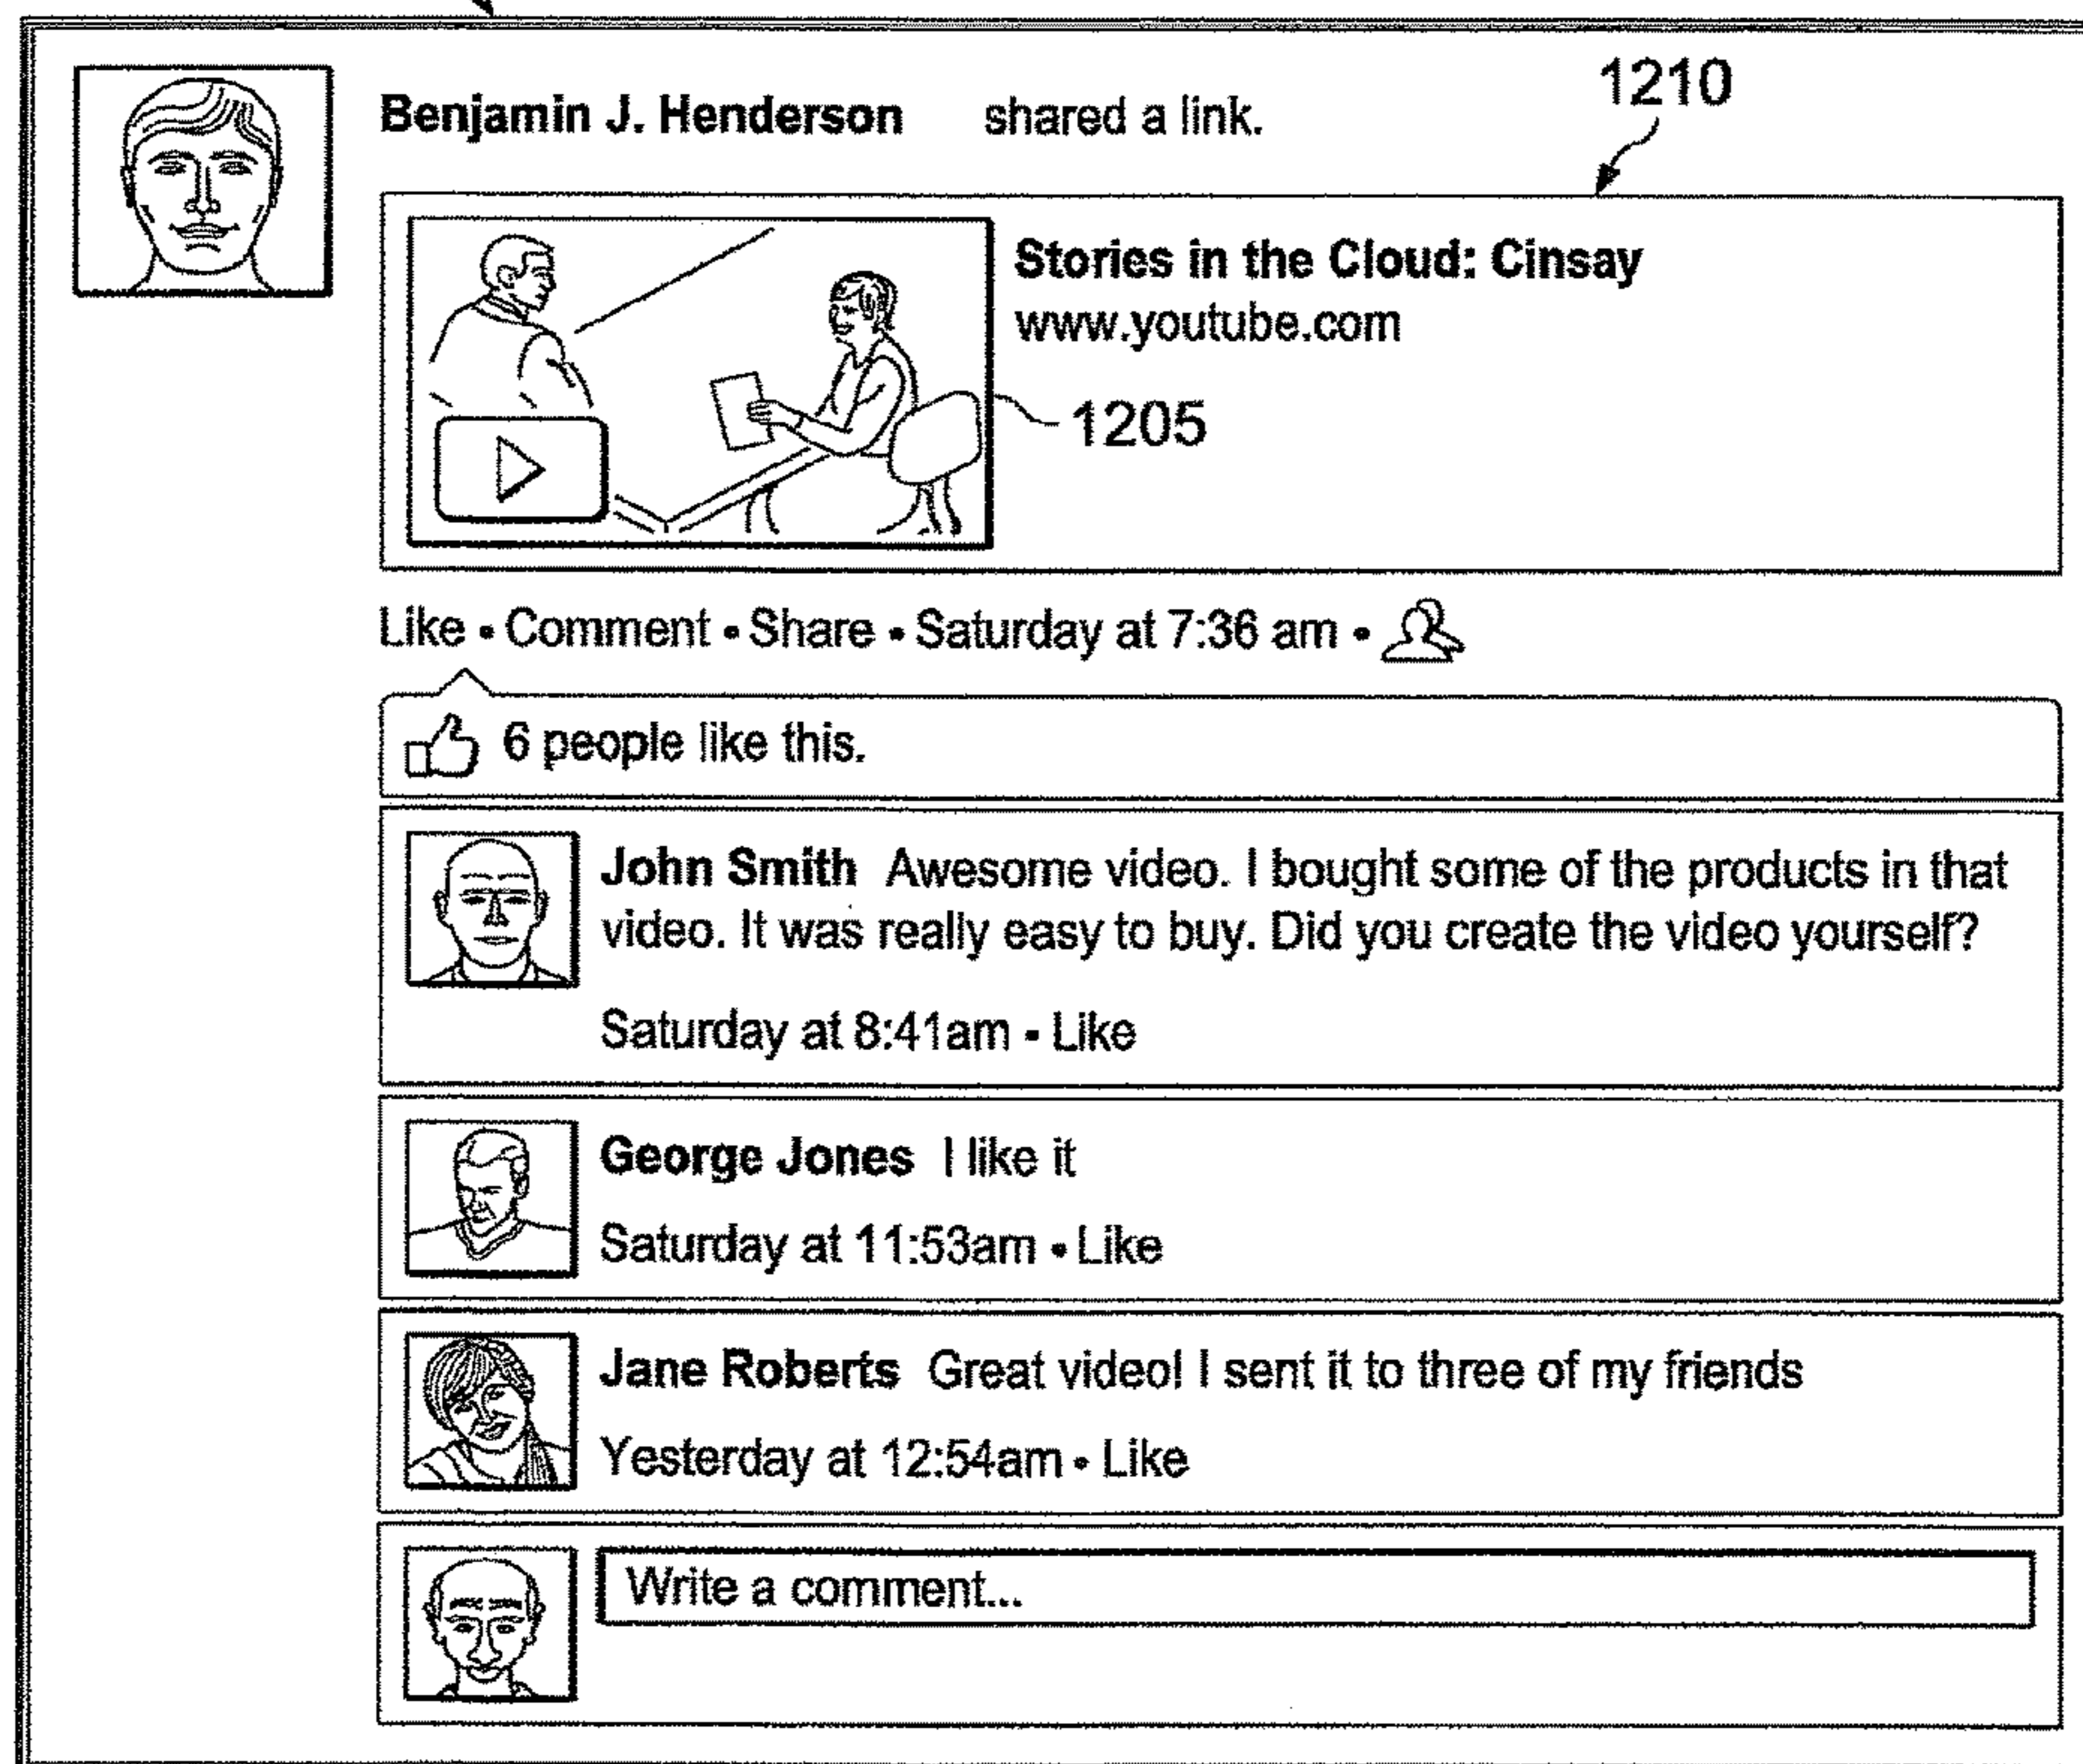 1210
Benjamin J. Henderson shared a link.
Stories in the Cloud: Cinsay
www.youtube.com
1205
Like • Comment • Share • Saturday at 7:36 am •
6 people like this.
John Smith Awesome video. I bought some of the products in that
video. It was really easy to buy. Did you create the video yourself?
Saturday at 8:41am • Like
George Jones I like it
Saturday at 11:53am • Like
Jane Roberts Great video! I sent it to three of my friends
Yesterday at 12:54am • Like
Write a comment...